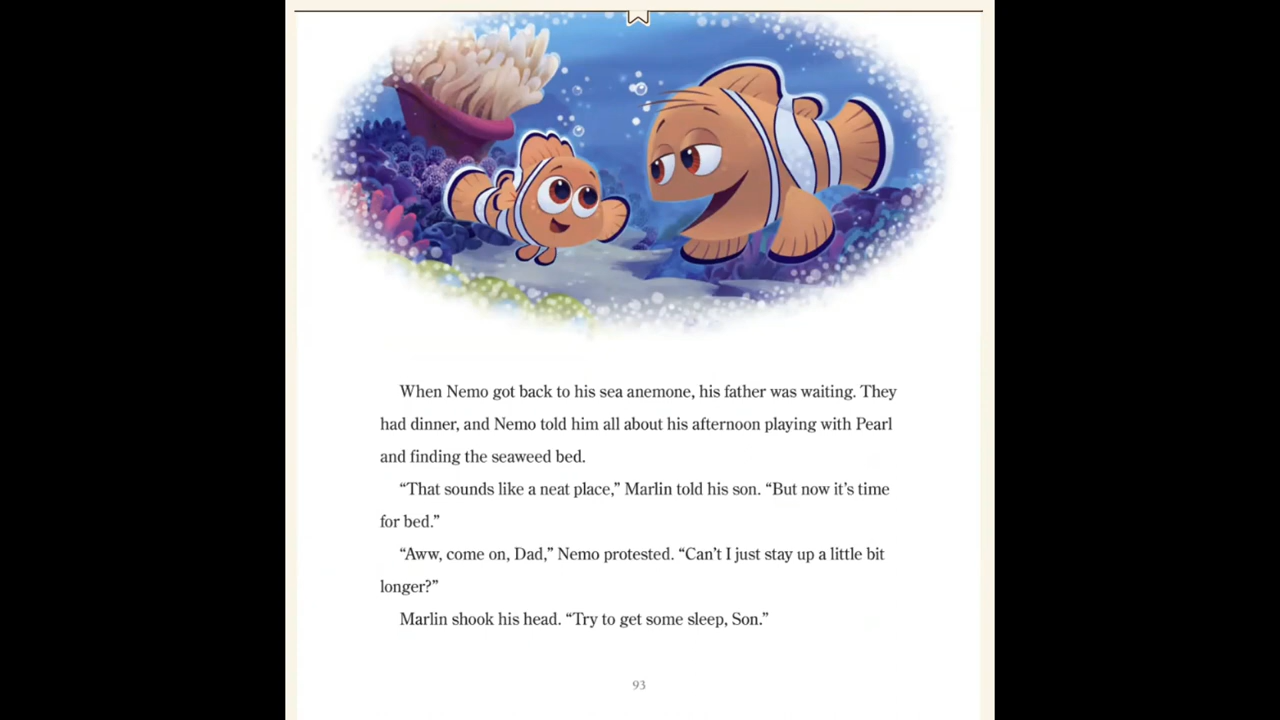 When Nemo got back to his sea anemone, his father was waiting. They
had dinner, and Nemo told him all about his afternoon playing with Pearl
and finding the seaweed bed.
“That sounds like a neat place,” Marlin told his son. “But now it’s time
for bed.”
“Aww, come on, Dad,” Nemo protested. “Can’t I just stay up a little bit
longer?”
Marlin shook his head. “Try to get some sleep, Son.”
93